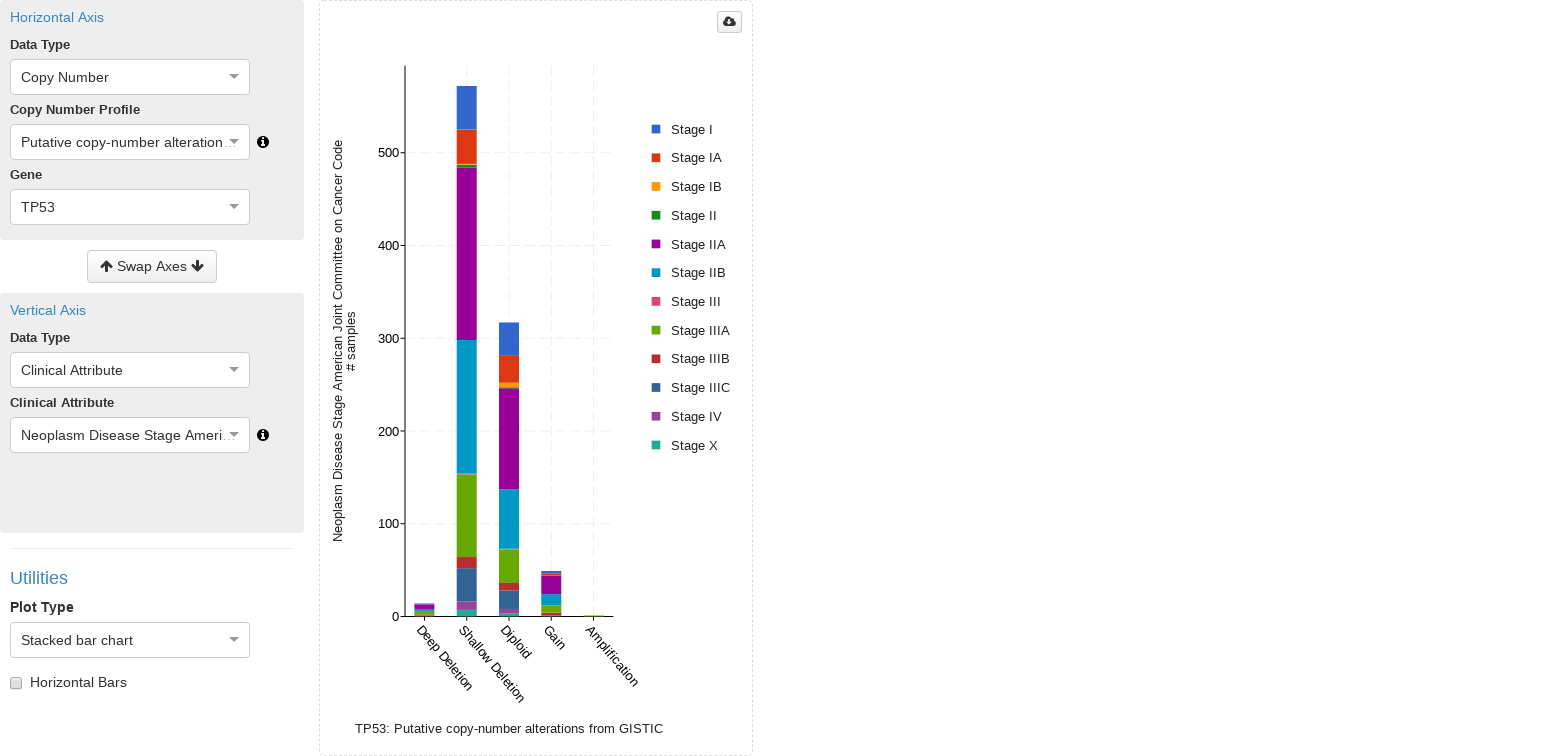 Horizontal Axis
Data Type
Copy Number
Copy Number Profile
Putative copy-number alteration...
Gene
TP53
Swap Axes
Vertical Axis
Data Type
Clinical Attribute
Clinical Attribute
Neoplasm Disease Stage Ameri...
Utilities
Plot Type
Stacked bar chart
Horizontal Bars
Neoplasm Disease Stage American Joint Committee on Cancer Code
# samples
500
400
300
200
100
0
Deep Deletion
Shallow Deletion
Diploid
Gain
Amplification
TP53: Putative copy-number alterations from GISTIC
Stage I
Stage IA
Stage IB
Stage II
Stage IIA
Stage IIB
Stage III
Stage IIIA
Stage IIIB
Stage IIIC
Stage IV
Stage X